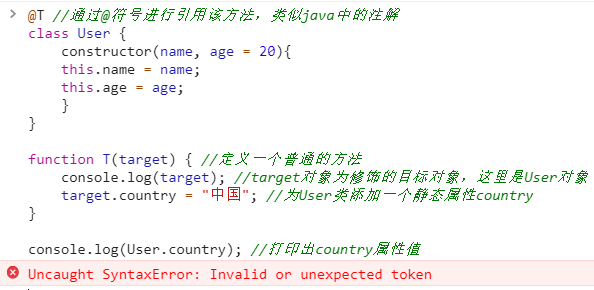 @T //通过@符号进行引用该方法，类似java中的注解
class User {
constructor(name, age = 20){
this.name = name;
this.age = age;
}
}
function T(target) { //定义一个普通的方法
console.log(target); //target对象为修饰的目标对象，这里是User对象
target.country = "中国"; //为User类添加一个静态属性country
}
console.log(User.country); //打印出country属性值
Uncaught SyntaxError: Invalid or unexpected token